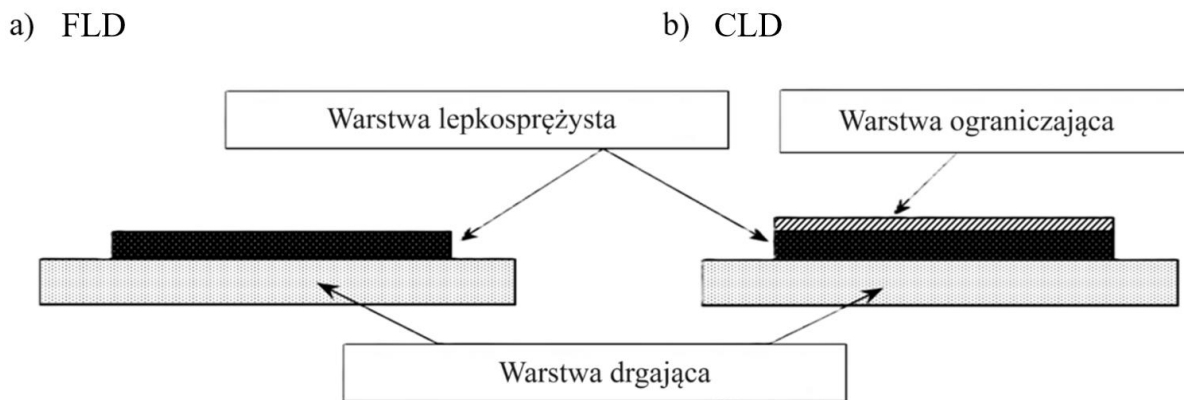 a) FLD
b) CLD
Warstwa lepkosprężysta
Warstwa ograniczająca
Warstwa drgająca